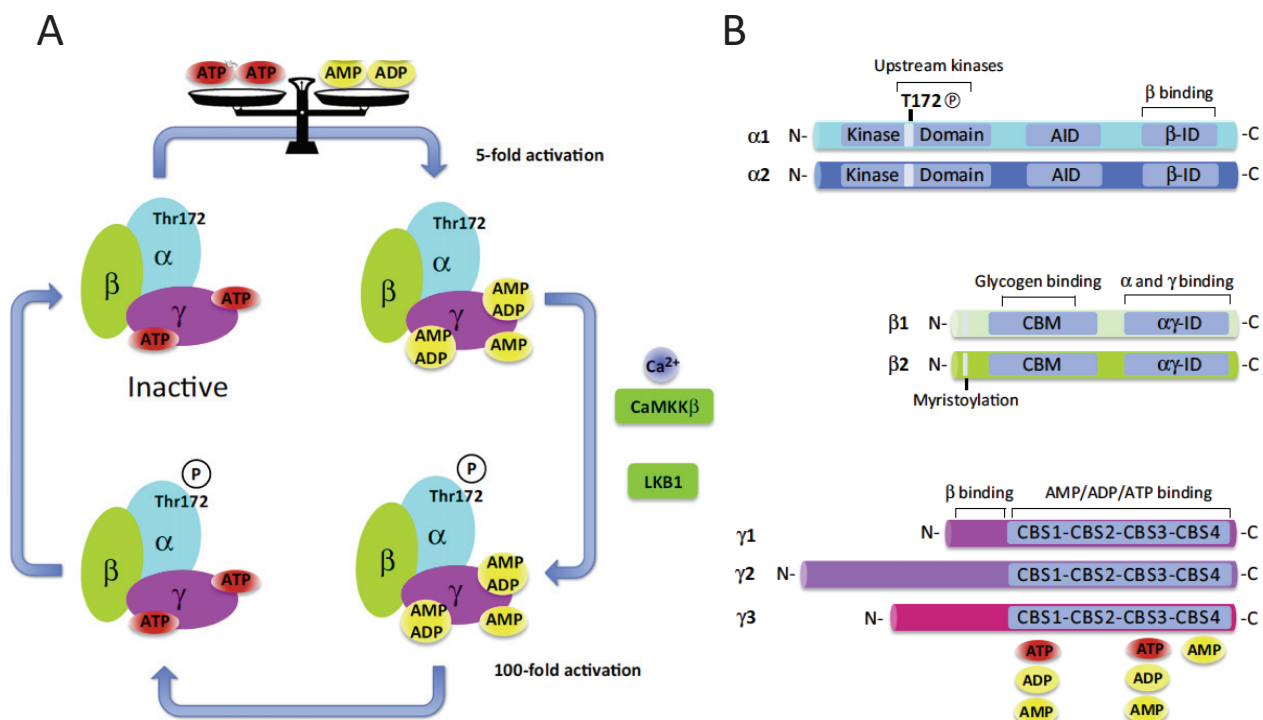 A
ATP ATP AMP ADP
5-fold activation
Thr172
α
β
γ
ATP
ATP
Inactive
Thr172
α
β
γ
AMP
ADP
AMP
ADP
AMP
Ca2+
CaMKKβ
LKB1
P
Thr172
α
β
γ
ATP
ATP
P
Thr172
α
β
γ
AMP
ADP
AMP
ADP
AMP
100-fold activation
B
Upstream kinases
T172 P
β binding
α1 N- Kinase Domain AID β-ID -C
α2 N- Kinase Domain AID β-ID -C
Glycogen binding α and γ binding
β1 N- CBM αγ-ID -C
β2 N- CBM αγ-ID -C
Myristoylation
β binding AMP/ADP/ATP binding
γ1 N- CBS1-CBS2-CBS3-CBS4 -C
γ2 N- CBS1-CBS2-CBS3-CBS4 -C
γ3 N- CBS1-CBS2-CBS3-CBS4 -C
ATP ATP AMP
ADP ADP
AMP AMP